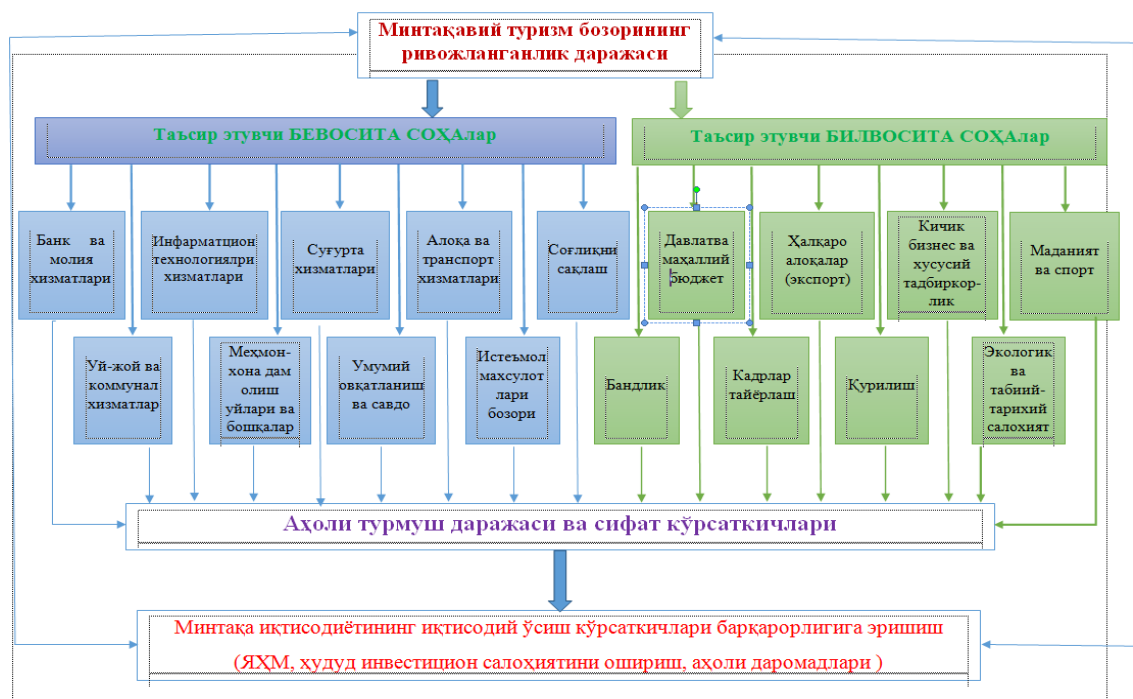 Минтақавий туризм бозорининг
ривожланганлик даражаси
Таъсир этувчи БЕВОСИТА СОҲАлар
Таъсир этувчи БИЛВОСИТА СОҲАлар
Банк ва
молия
хизматлари
Инфарматцион
технологиялри
хизматлари
Суғурта
хизматлари
Алоқа ва
транспорт
хизматлари
Соғлиқни
сақлаш
Давлатва
маҳаллий
бюджет
Ҳалқаро
алоқалар
(экспорт)
Кичик
бизнес ва
хусусий
тадбиркор-
лик
Маданият
ва спорт
Уй-жой ва
коммунал
хизматлар
Меҳмон-
хона дам
олиш
уйлари ва
бошқалар
Умумий
овқатланиш
ва савдо
Истеъмол
махсулот
лари
бозори
Бандлик
Кадрлар
тайёрлаш
Қурилиш
Экологик
ва
табиий-
тарихий
салохият
Аҳоли турмуш даражаси ва сифат кўрсаткичлари
Минтақа иқтисодиётининг иқтисодий ўсиш кўрсаткичлари барқарорлигига эришиш
(ЯҲМ, ҳудуд инвестицион салоҳиятини ошириш, аҳоли даромадлари )